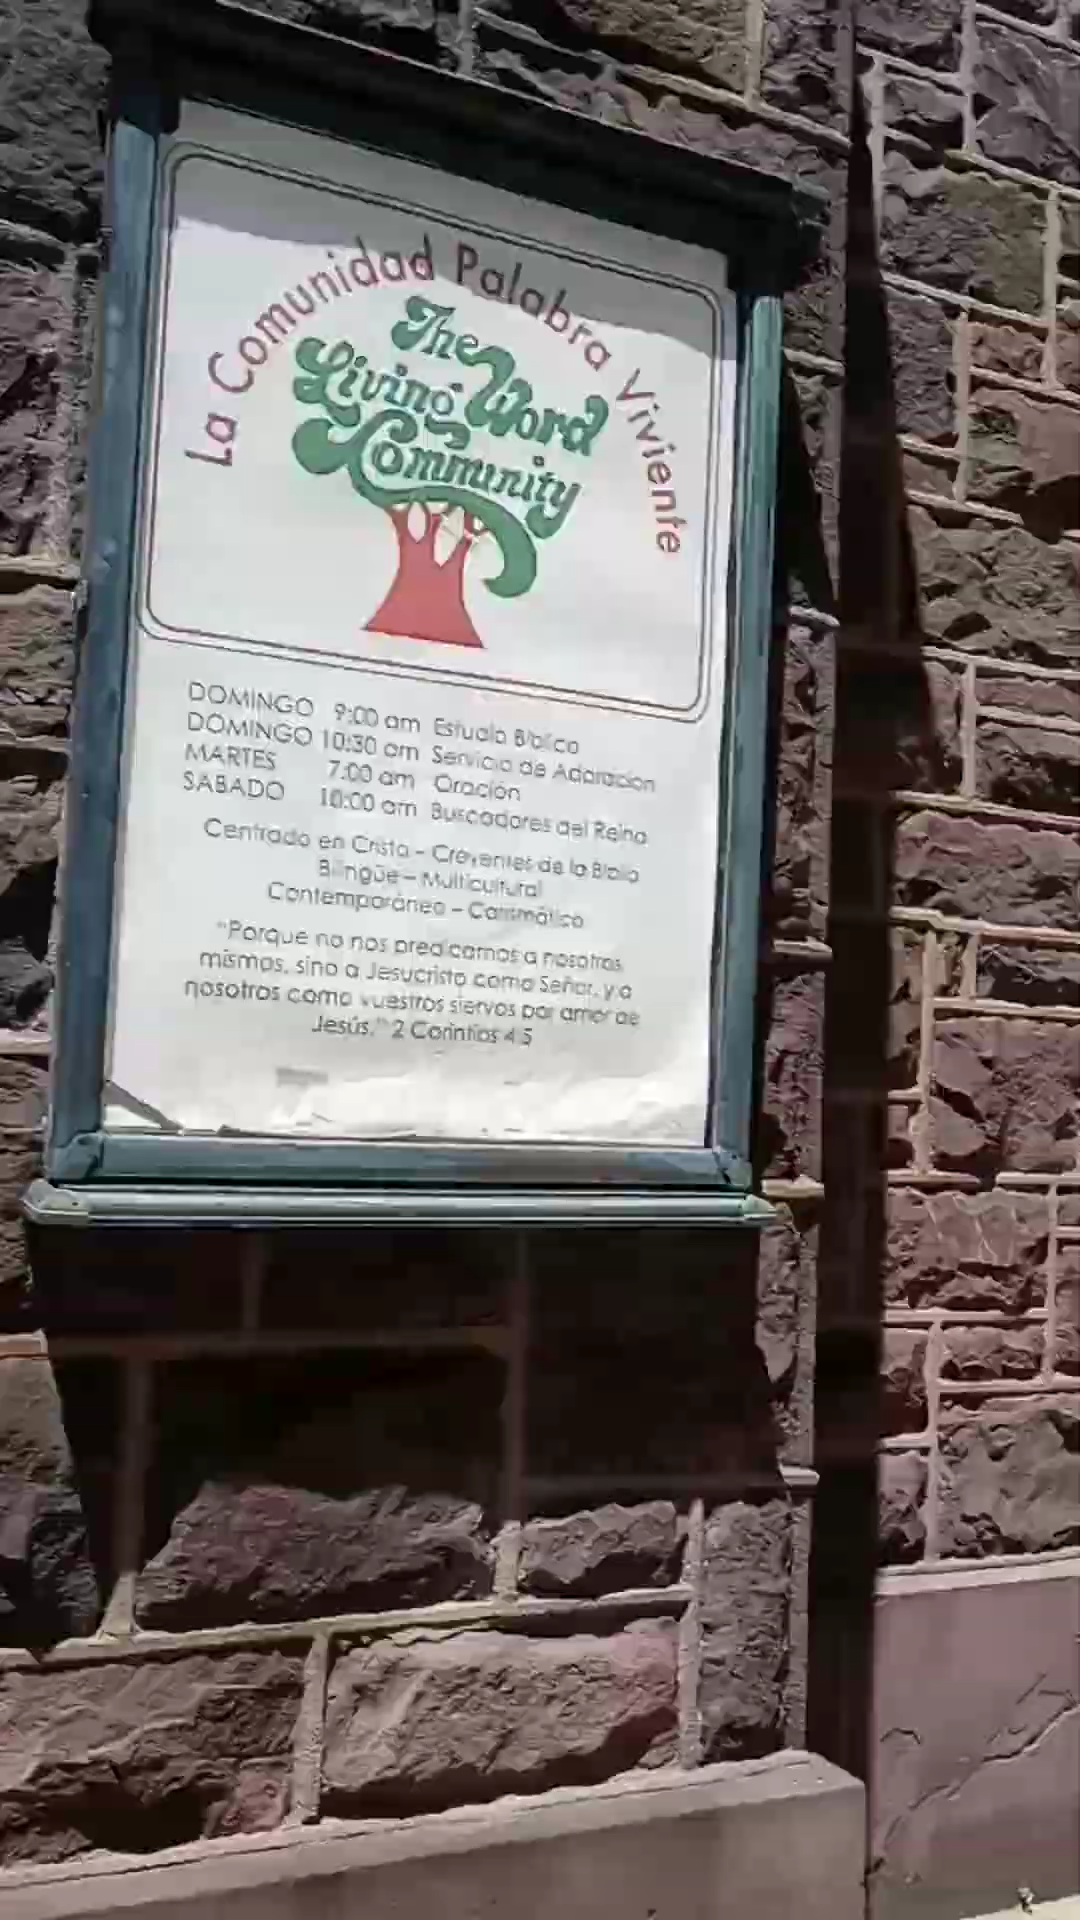 La Comunidad Palabra Viviente
The
Living Word
Community
DOMINGO 9:00 am Estudio Bíblico
DOMINGO 10:30 am Servicio de Adoración
MARTES 7:00 am Oración
SABADO 10:00 am Buscadores del Reino
Centrado en Cristo – Creyentes de la Biblia
Bilingüe – Multicultural
Contemporáneo – Carismático
"Porque no nos predicamos a nosotros
mismos, sino a Jesucristo como Señor, y a
nosotros como vuestros siervos por amor de
Jesús." 2 Corintios 4:5